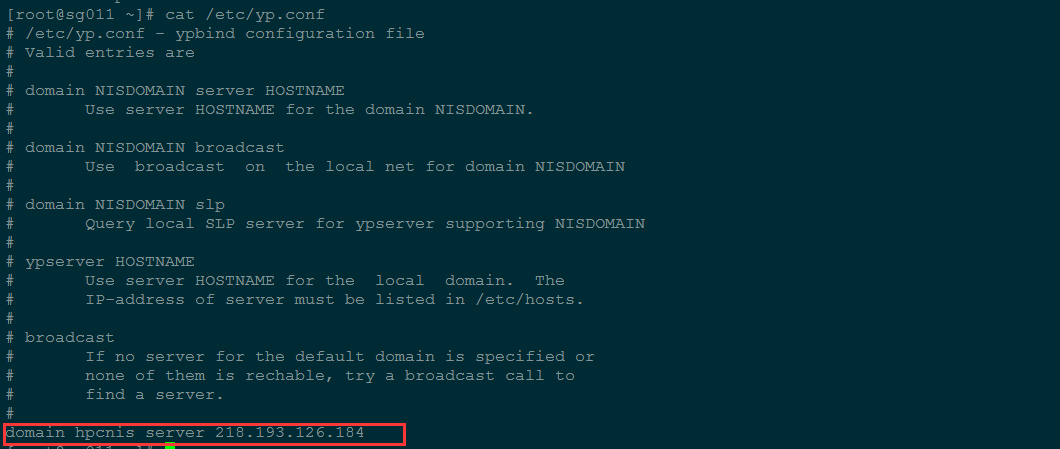 [root@sg011 ~]# cat /etc/yp.conf
# /etc/yp.conf - ypbind configuration file
# Valid entries are
#
# domain NISDOMAIN server HOSTNAME
#       Use server HOSTNAME for the domain NISDOMAIN.
#
# domain NISDOMAIN broadcast
#       Use  broadcast  on  the local net for domain NISDOMAIN
#
# domain NISDOMAIN slp
#       Query local SLP server for ypserver supporting NISDOMAIN
#
# ypserver HOSTNAME
#       Use server HOSTNAME for the  local  domain.  The
#       IP-address of server must be listed in /etc/hosts.
#
# broadcast
#       If no server for the default domain is specified or
#       none of them is rechable, try a broadcast call to
#       find a server.
#
domain hpcnis server 218.193.126.184